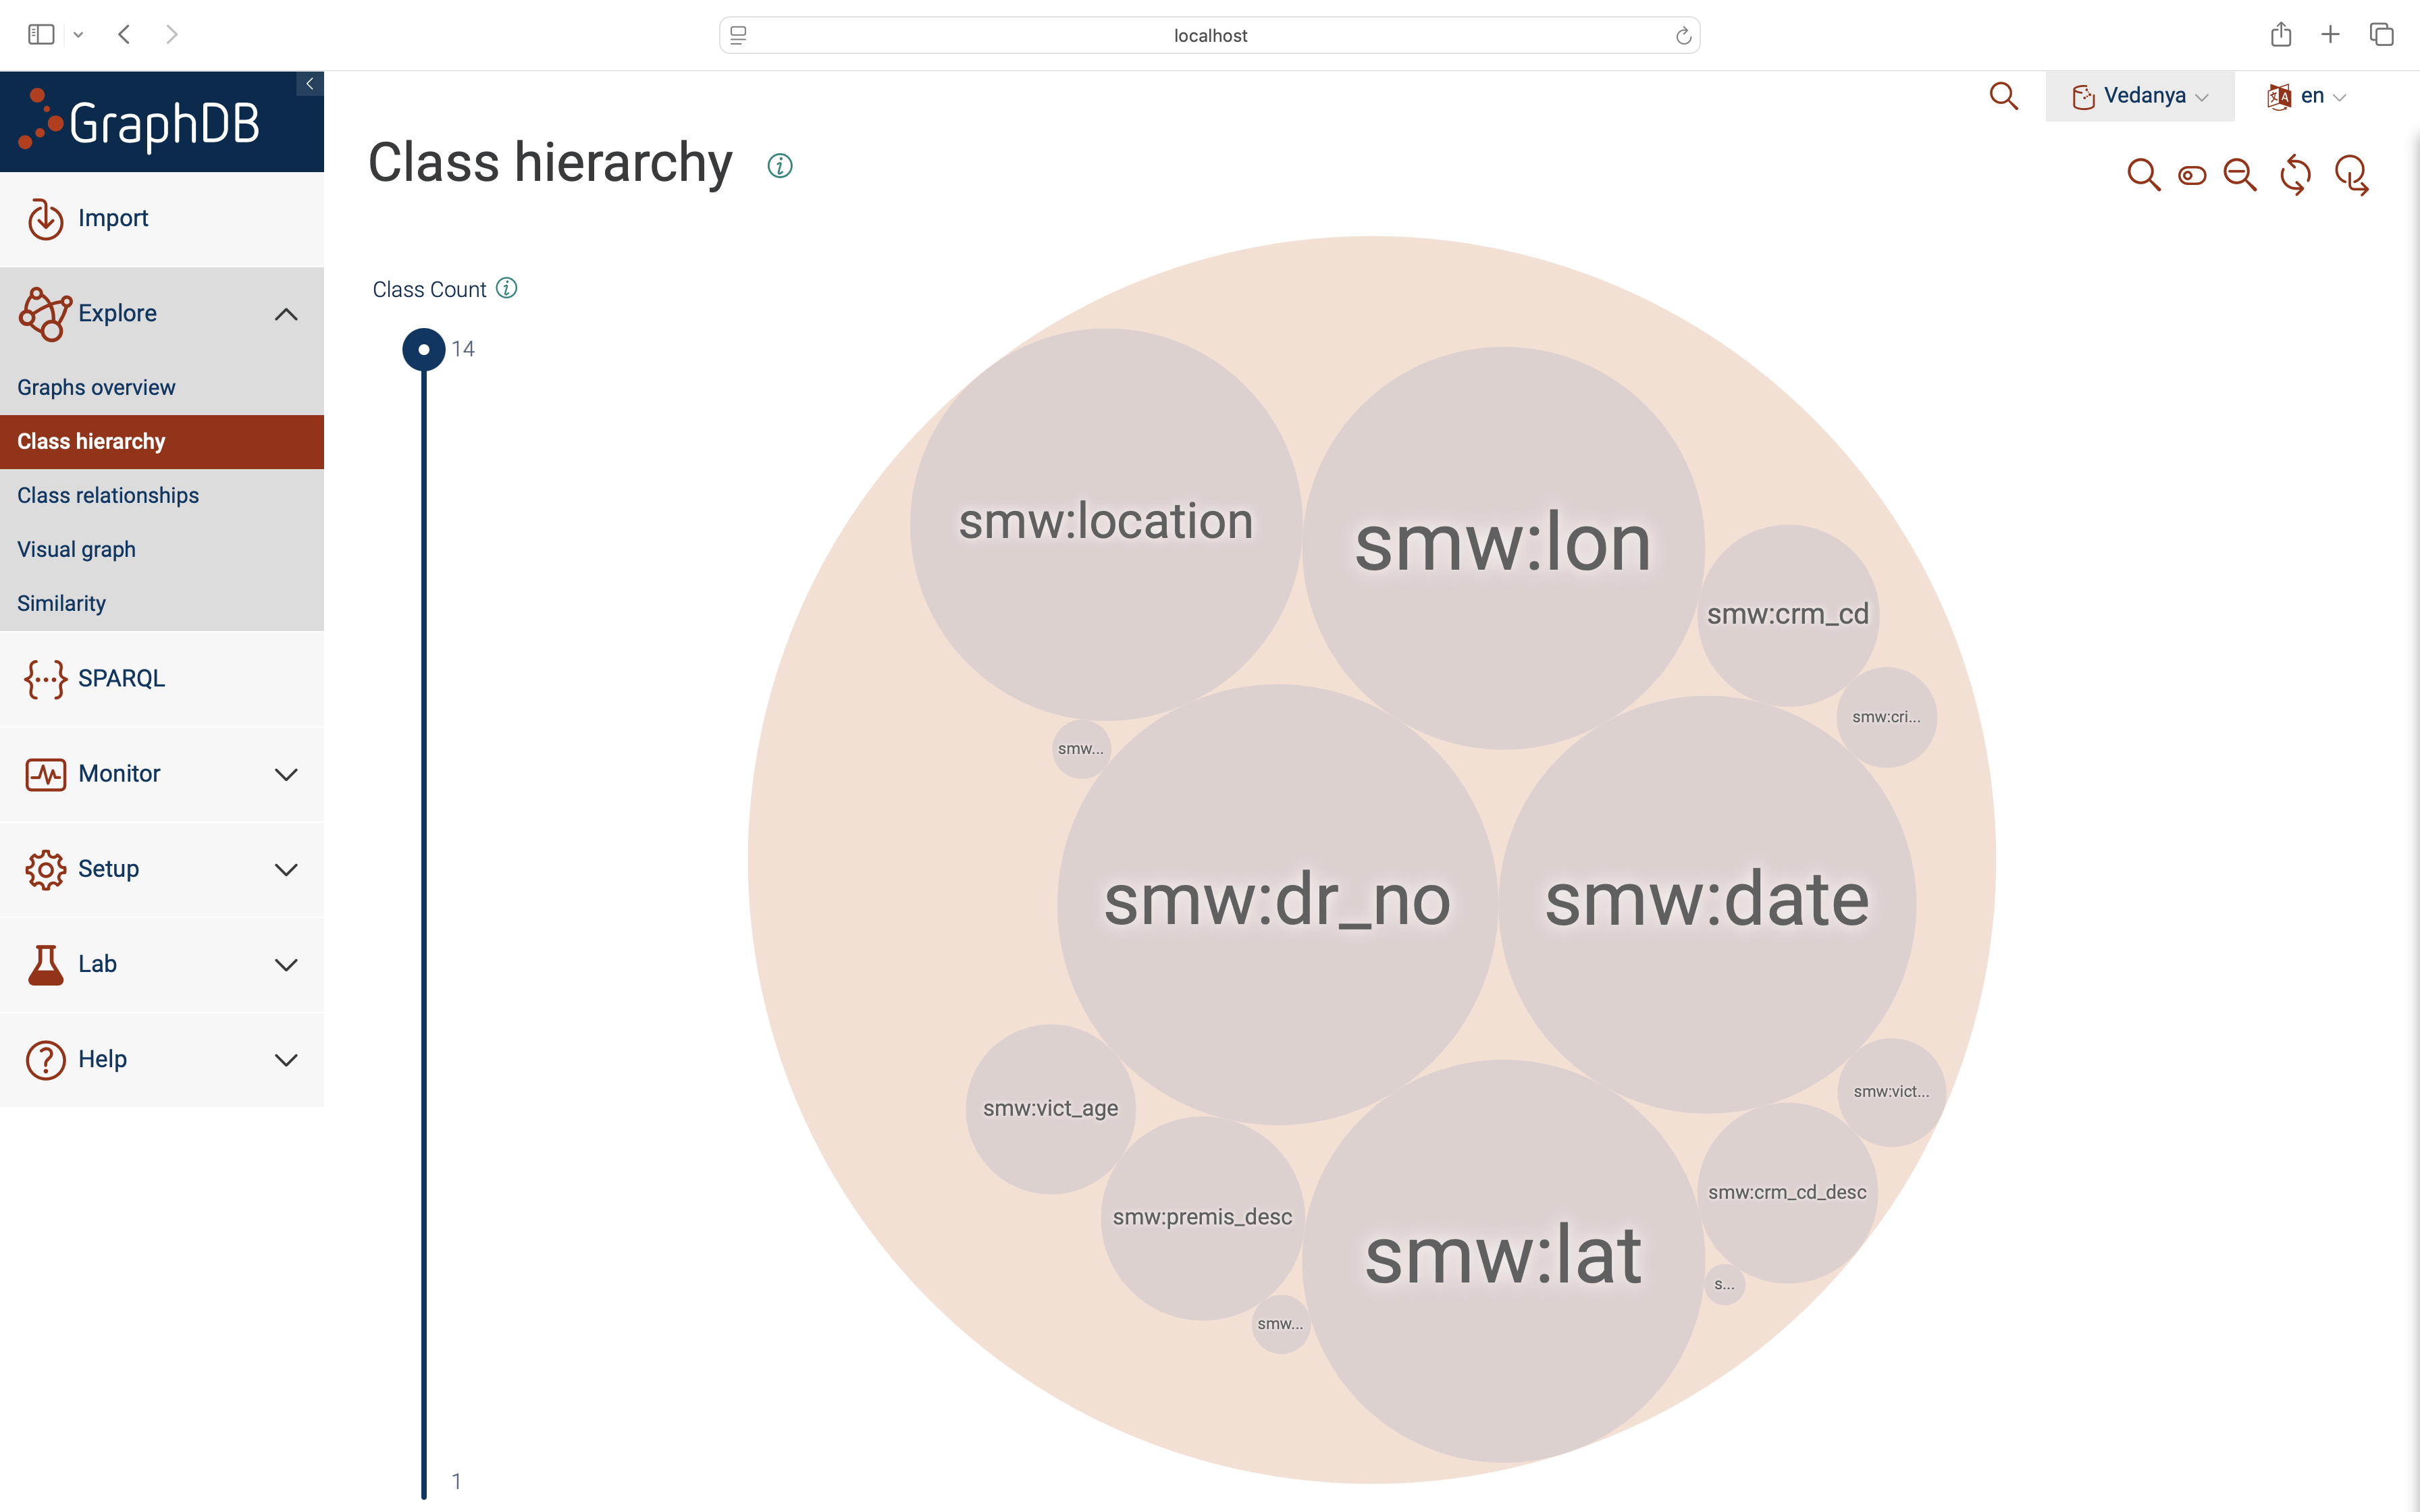 localhost
GraphDB
Vedanya
en
Import
Explore
Graphs overview
Class hierarchy
Class relationships
Visual graph
Similarity
SPARQL
Monitor
Setup
Lab
Help
Class hierarchy
Class Count
14
1
smw:location
smw:lon
smw:crm_cd
smw:cri...
smw...
smw:dr_no
smw:date
smw:vict_age
smw:vict...
smw:premis_desc
smw:crm_cd_desc
smw:lat
s...
smw...